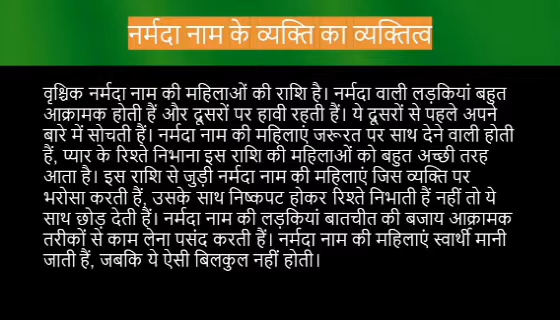 नर्मदा नाम के व्यक्ति का व्यक्तित्व
वृश्चिक नर्मदा नाम की महिलाओं की राशि है। नर्मदा वाली लड़कियां बहुत
आक्रामक होती हैं और दूसरों पर हावी रहती हैं। ये दूसरों से पहले अपने
बारे में सोचती हैं। नर्मदा नाम की महिलाएं जरूरत पर साथ देने वाली होती
हैं, प्यार के रिश्ते निभाना इस राशि की महिलाओं को बहुत अच्छी तरह
आता है। इस राशि से जुड़ी नर्मदा नाम की महिलाएं जिस व्यक्ति पर
भरोसा करती हैं, उसके साथ निष्कपट होकर रिश्ते निभाती हैं नहीं तो ये
साथ छोड़ देती हैं। नर्मदा नाम की लड़कियां बातचीत की बजाय आक्रामक
तरीकों से काम लेना पसंद करती हैं। नर्मदा नाम की महिलाएं स्वार्थी मानी
जाती हैं, जबकि ये ऐसी बिलकुल नहीं होती।